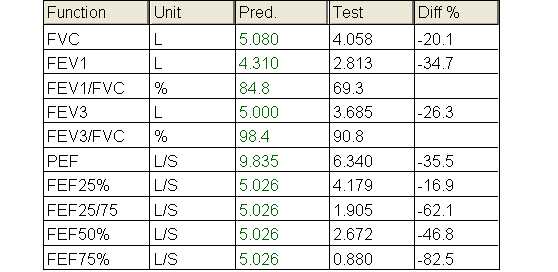 Function Unit Pred. Test Diff %
FVC L 5.080 4.058 -20.1
FEV1 L 4.310 2.813 -34.7
FEV1/FVC % 84.8 69.3
FEV3 L 5.000 3.685 -26.3
FEV3/FVC % 98.4 90.8
PEF L/S 9.835 6.340 -35.5
FEF25% L/S 5.026 4.179 -16.9
FEF25/75 L/S 5.026 1.905 -62.1
FEF50% L/S 5.026 2.672 -46.8
FEF75% L/S 5.026 0.880 -82.5